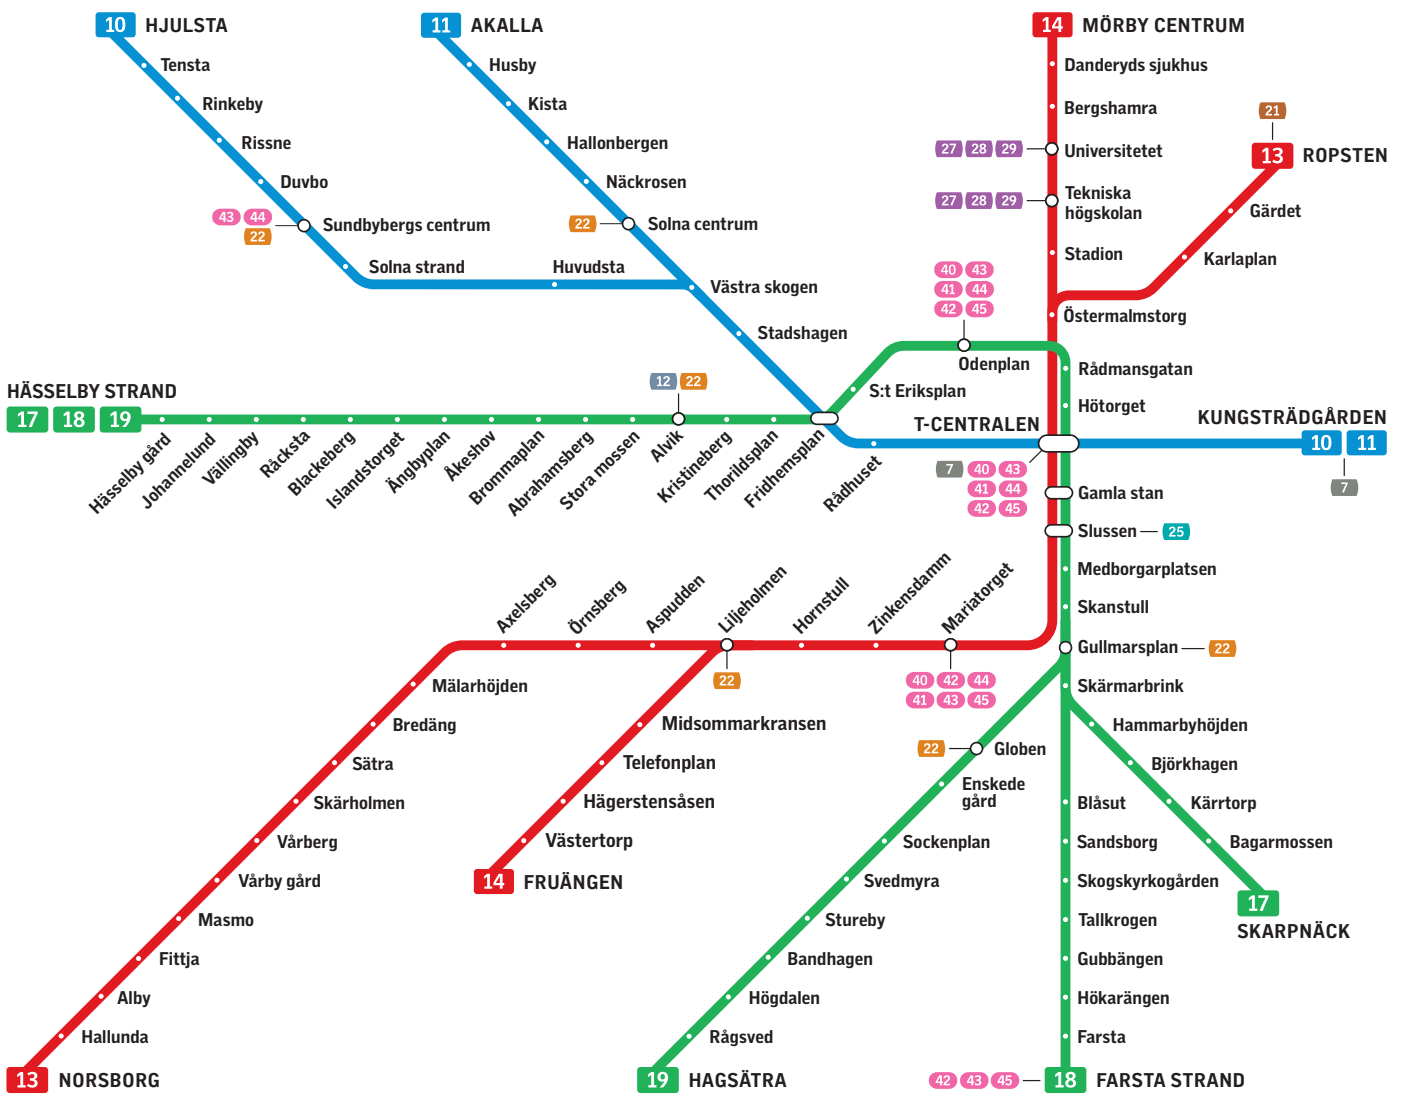 10 HJULSTA
Tensta
Rinkeby
Rissne
Duvbo
43 44
22
Sundbybergs centrum
Solna strand
Huvudsta
11 AKALLA
Husby
Kista
Hallonbergen
Näckrosen
22
Solna centrum
Västra skogen
Stadshagen
14 MÖRBY CENTRUM
Danderyds sjukhus
Bergshamra
27 28 29
Universitetet
27 28 29
Tekniska
högskolan
Stadion
21
13 ROPSTEN
Gärdet
Karlaplan
Östermalmstorg
40 43
41 44
42 45
Odenplan
S:t Eriksplan
Rådmansgatan
Hötorget
HÄSSELBY STRAND
17 18 19
Hässelby gård
Johannelund
Vällingby
Råcksta
Blackeberg
Islandstorget
Ängbyplan
Åkeshov
Brommaplan
Abrahamsberg
Stora mossen
12 22
Alvik
Kristineberg
Thorildsplan
Fridhemsplan
Rådhuset
T-CENTRALEN
7 40 43
41 44
42 45
KUNGSTRÄDGÅRDEN
10 11
7
Gamla stan
Slussen
25
Medborgarplatsen
Skanstull
Gullmarsplan
22
Skärmarbrink
Axelsberg
Örnsberg
Aspudden
Liljeholmen
22
Hornstull
Zinkensdamm
Mariatorget
40 42 44
41 43 45
Mälarhöjden
Bredäng
Sätra
Skärholmen
Vårberg
Vårby gård
Masmo
Fittja
Alby
Hallunda
13 NORSBORG
Midsommarkransen
Telefonplan
Hägerstensåsen
Västertorp
14 FRUÄNGEN
22
Globen
Enskede
gård
Sockenplan
Svedmyra
Stureby
Bandhagen
Högdalen
Rågsved
19 HAGSÄTRA
Hammarbyhöjden
Björkhagen
Kärrtorp
Bagarmossen
17
SKARPNÄCK
Blåsut
Sandsborg
Skogskyrkogården
Tallkrogen
Gubbängen
Hökarängen
Farsta
42 43 45
18 FARSTA STRAND